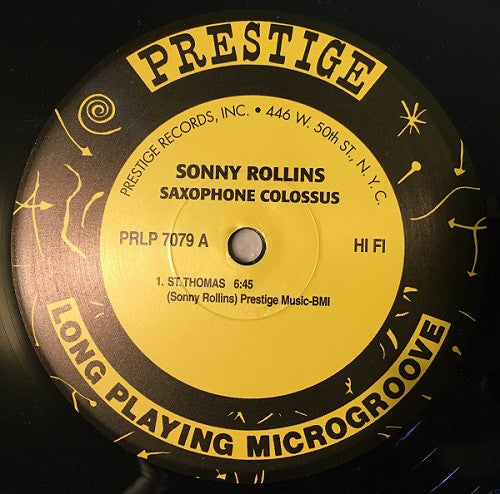 PRESTIGE
PRESTIGE RECORDS, INC. • 446 W. 50th ST., N.Y.C.
SONNY ROLLINS
SAXOPHONE COLOSSUS
PRLP 7079 A
HI FI
1. ST. THOMAS 6:45
(Sonny Rollins) Prestige Music-BMI
LONG PLAYING MICROGROOVE